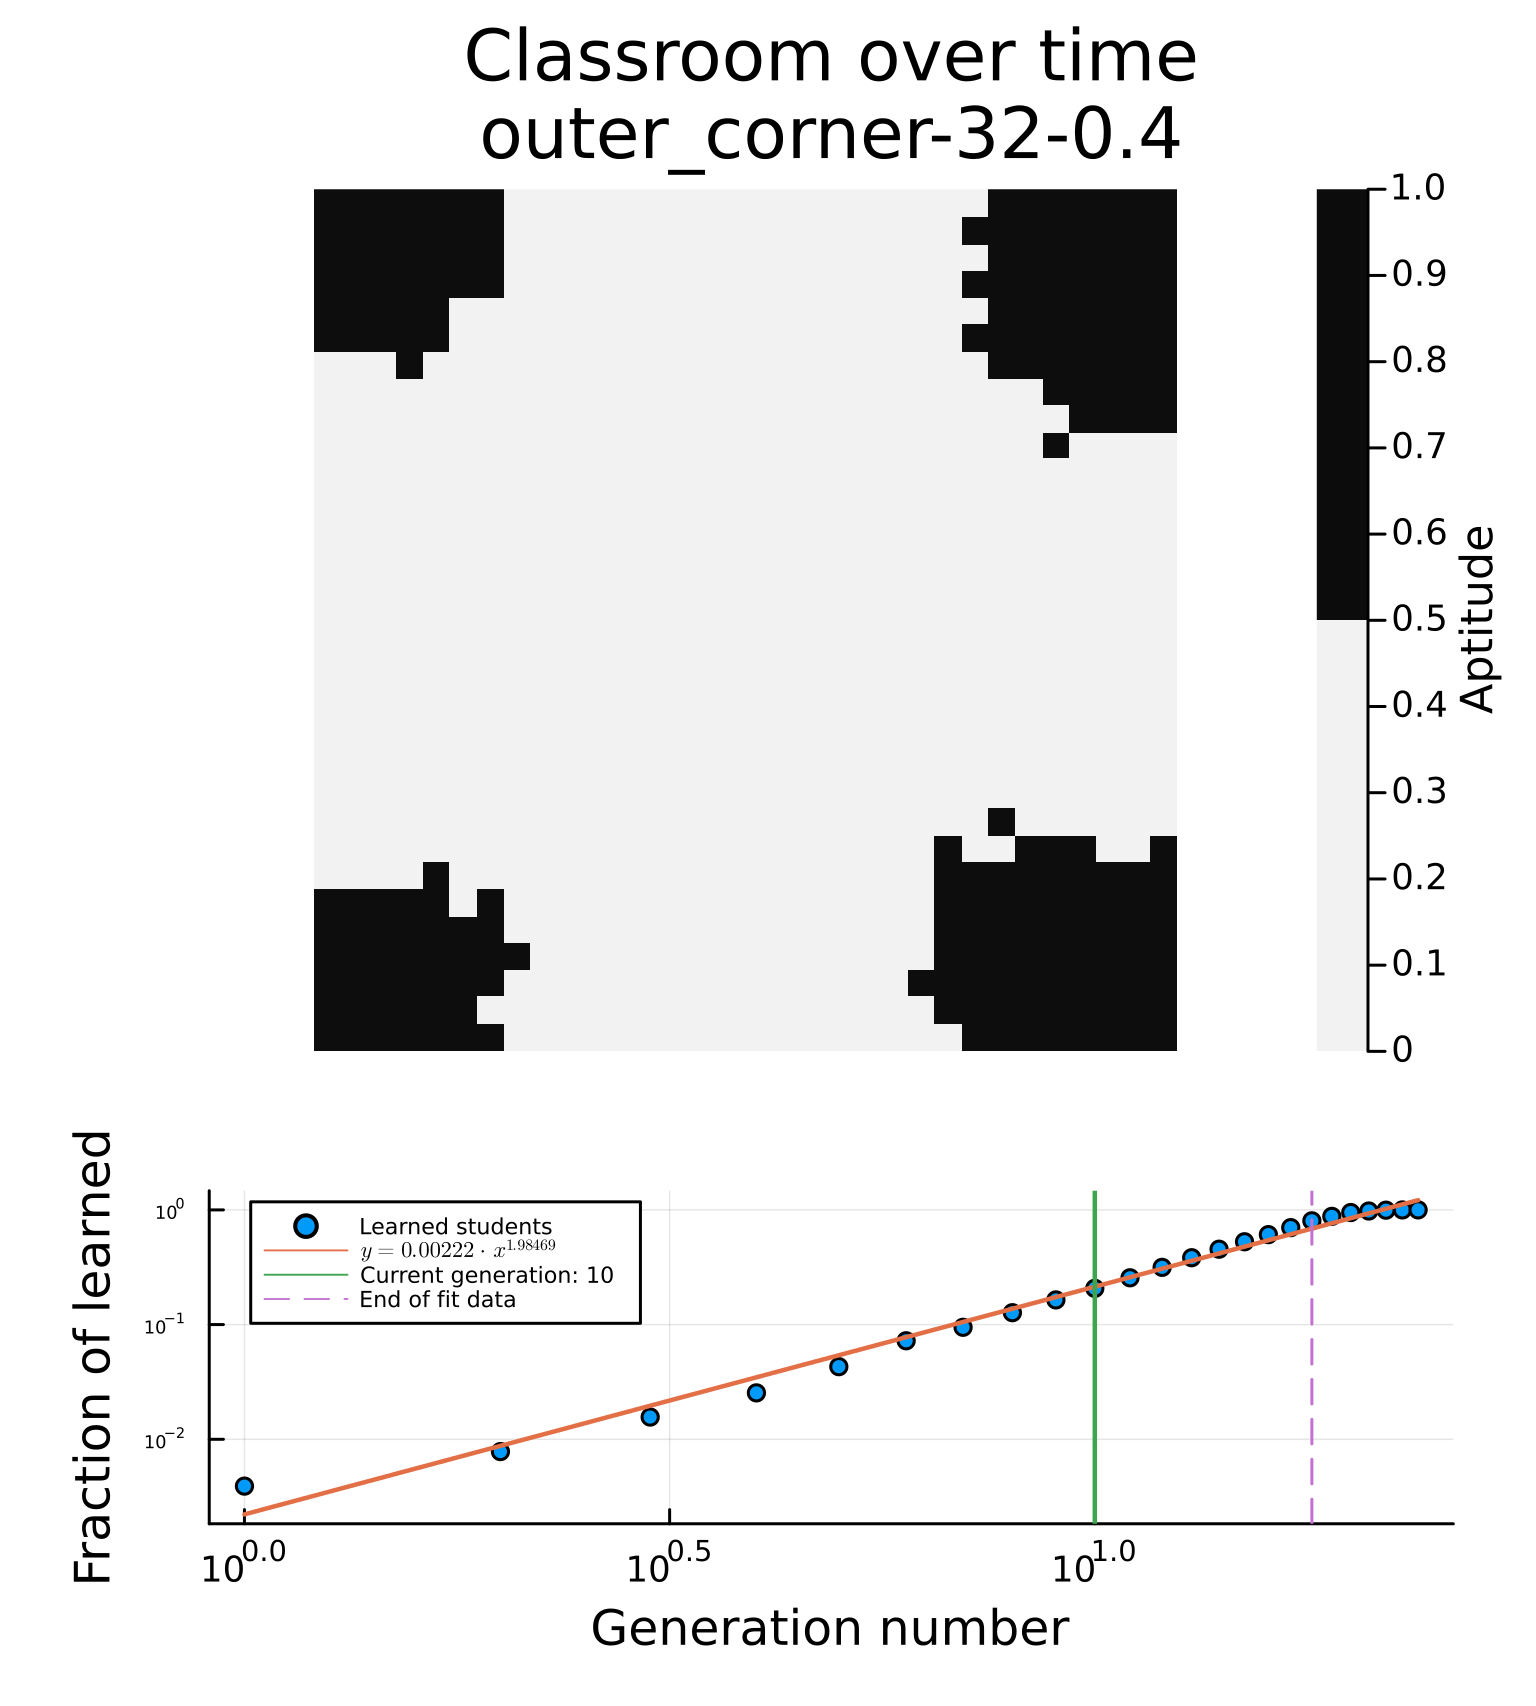 Classroom over time
outer_corner-32-0.4
1.0
0.9
0.8
0.7
0.6
0.5
0.4
0.3
0.2
0.1
0
Aptitude
Fraction of learned
10^0
10^−1
10^−2
Learned students
y = 0.00222 · x^1.98469
Current generation: 10
End of fit data
10^0.0
10^0.5
10^1.0
Generation number